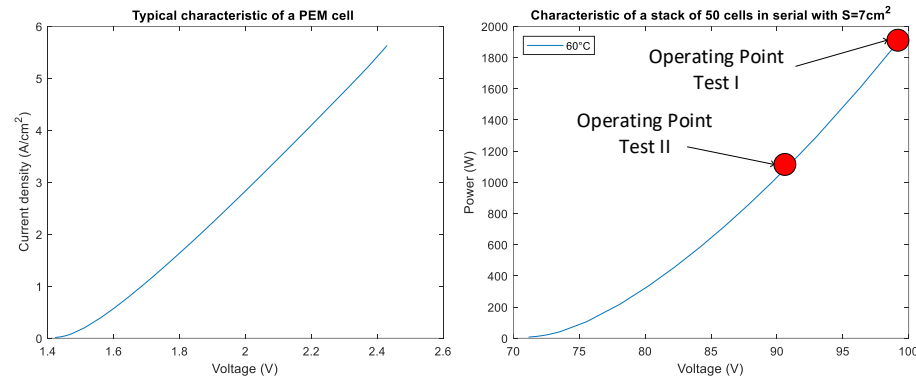 Typical characteristic of a PEM cell
6
5
4
3
2
1
0
Current density (A/cm²)
1.4 1.6 1.8 2 2.2 2.4 2.6
Voltage (V)
Characteristic of a stack of 50 cells in serial with S=7cm²
2000
1800
1600
1400
1200
1000
800
600
400
200
0
Power (W)
60°C
Operating Point
Test I
Operating Point
Test II
70 75 80 85 90 95 100
Voltage (V)